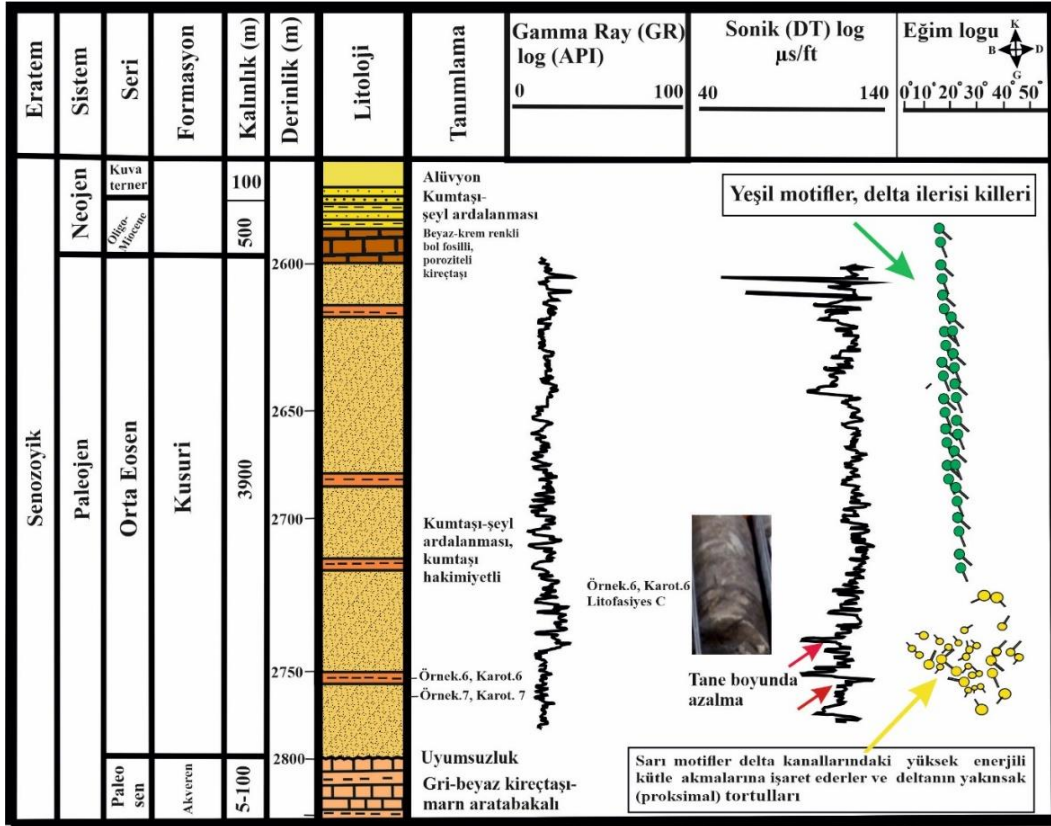 Eratem
Sistem
Seri
Formasyon
Kalınlık (m)
Derinlik (m)
Litoloji
Tanımlama
Gamma Ray (GR)
log (API)
0 100
Sonik (DT) log
µs/ft
40 140
Eğim logu
K
B D
G
0° 10° 20° 30° 40° 50°
Senozoyik
Neojen
Paleojen
Kuva
terner
Oligo-
Miocene
Orta Eosen
Paleo
sen
Kusuri
Akveren
100
500
3900
5-100
2600
2650
2700
2750
2800
Alüvyon
Kumtaşı-
şeyl ardalanması
Beyaz-krem renkli
bol fosilli,
poroziteli
kireçtaşı
Kumtaşı-şeyl
ardalanması,
kumtaşı
hakimiyetli
Örnek.6, Karot.6
Örnek.7, Karot. 7
Uyumsuzluk
Gri-beyaz kireçtaşı-
marn aratabakalı
Örnek.6, Karot.6
Litofasiyes C
Tane boyunda
azalma
Yeşil motifler, delta ilerisi killeri
Sarı motifler delta kanallarındaki yüksek enerjili
kütle akmalarına işaret ederler ve deltanın yakınsak
(proksimal) tortulları